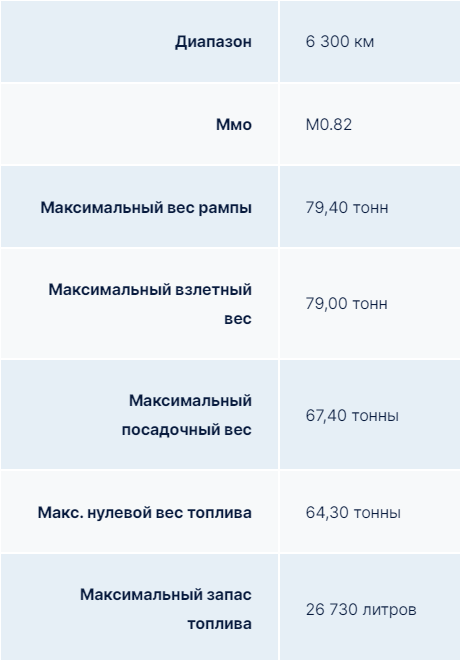 Диапазон
6 300 км
Ммо
M0.82
Максимальный вес рампы
79,40 тонн
Максимальный взлетный
вес
79,00 тонн
Максимальный
посадочный вес
67,40 тонны
Макс. нулевой вес топлива
64,30 тонны
Максимальный запас
топлива
26 730 литров